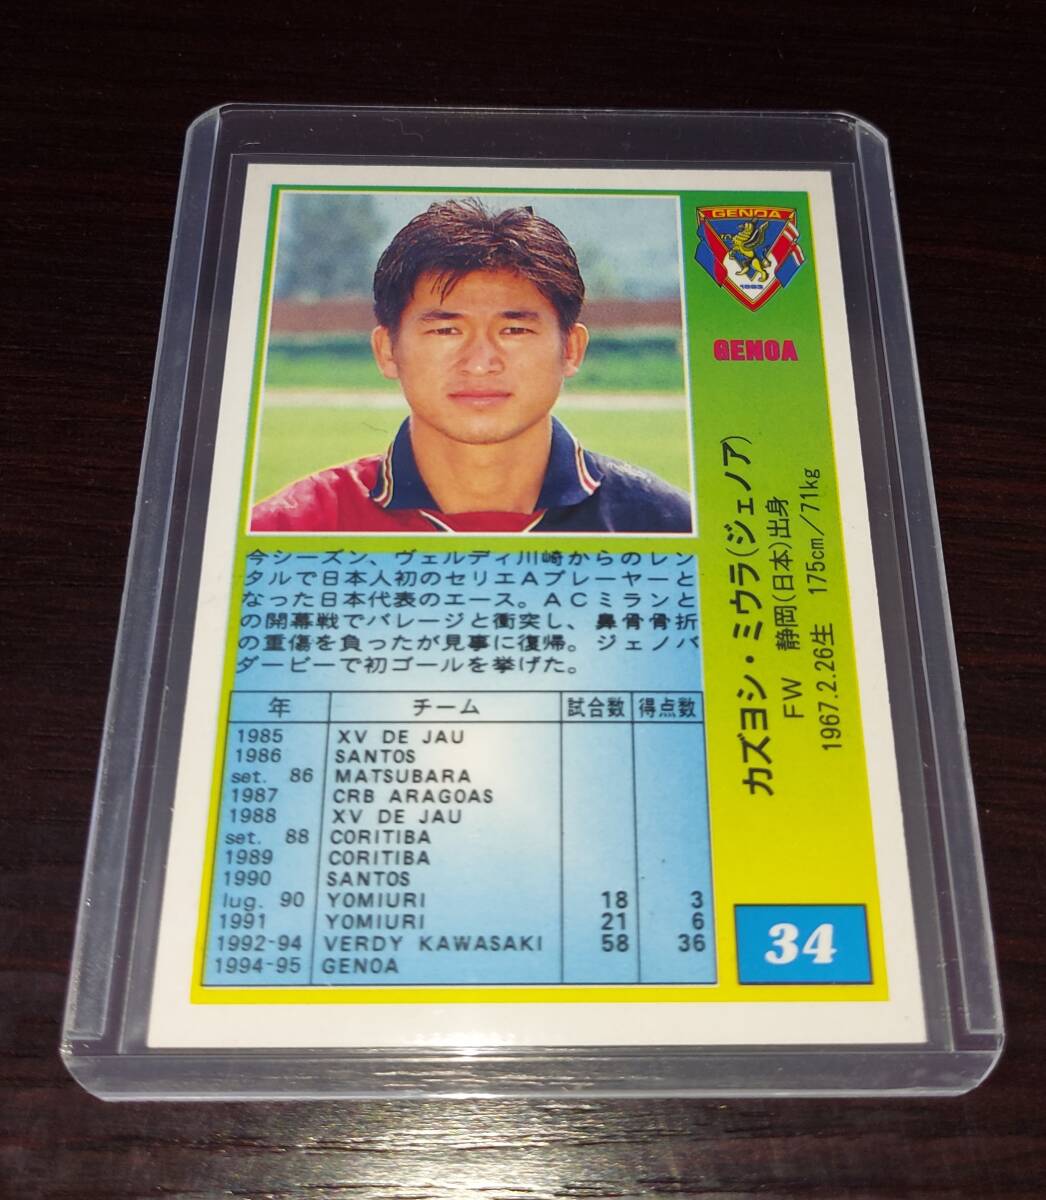 GENOA
1893
GENOA
カズヨシ・ミウラ(ジェノア)
FW 静岡(日本)出身
1967.2.26生 175cm/71kg
今シーズン、ヴェルディ川崎からのレン
タルで日本人初のセリエAプレーヤーと
なった日本代表のエース。ACミランと
の開幕戦でバレージと衝突し、鼻骨骨折
の重傷を負ったが見事に復帰。ジェノバ
ダービーで初ゴールを挙げた。
年 チーム 試合数 得点数
1985 XV DE JAU
1986 SANTOS
set. 86 MATSUBARA
1987 CRB ARAGOAS
1988 XV DE JAU
set. 88 CORITIBA
1989 CORITIBA
1990 SANTOS
lug. 90 YOMIURI 18 3
1991 YOMIURI 21 6
1992-94 VERDY KAWASAKI 58 36
1994-95 GENOA
34